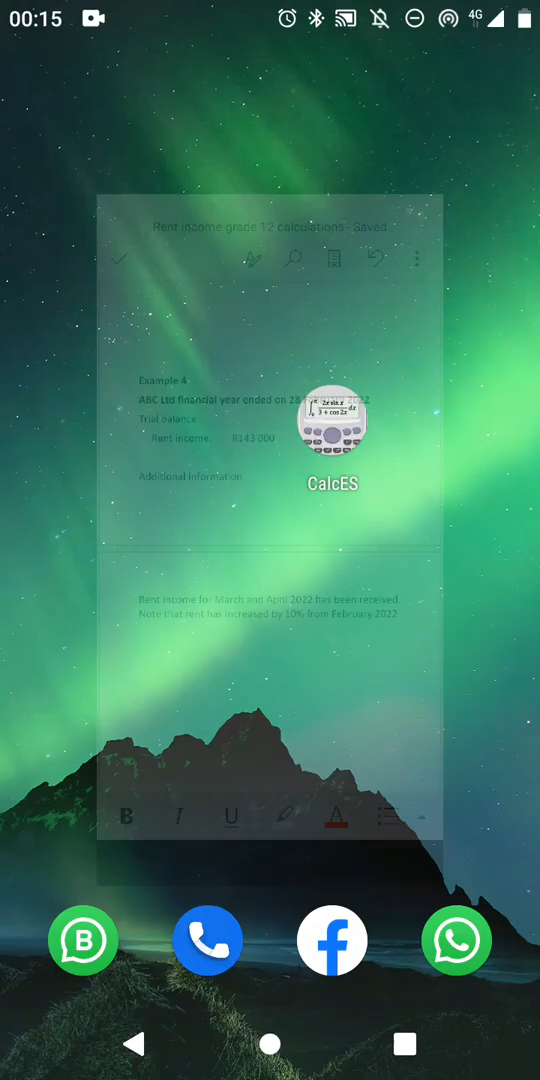 00:15
4G
Rent income grade 12 calculations - Saved
Example 4
ABC Ltd financial year ended on 28 February 2022
Trial balance
Rent income R143 000
Additional information
CalcES
Rent income for March and April 2022 has been received.
Note that rent has increased by 10% from February 2022
B I U A
B